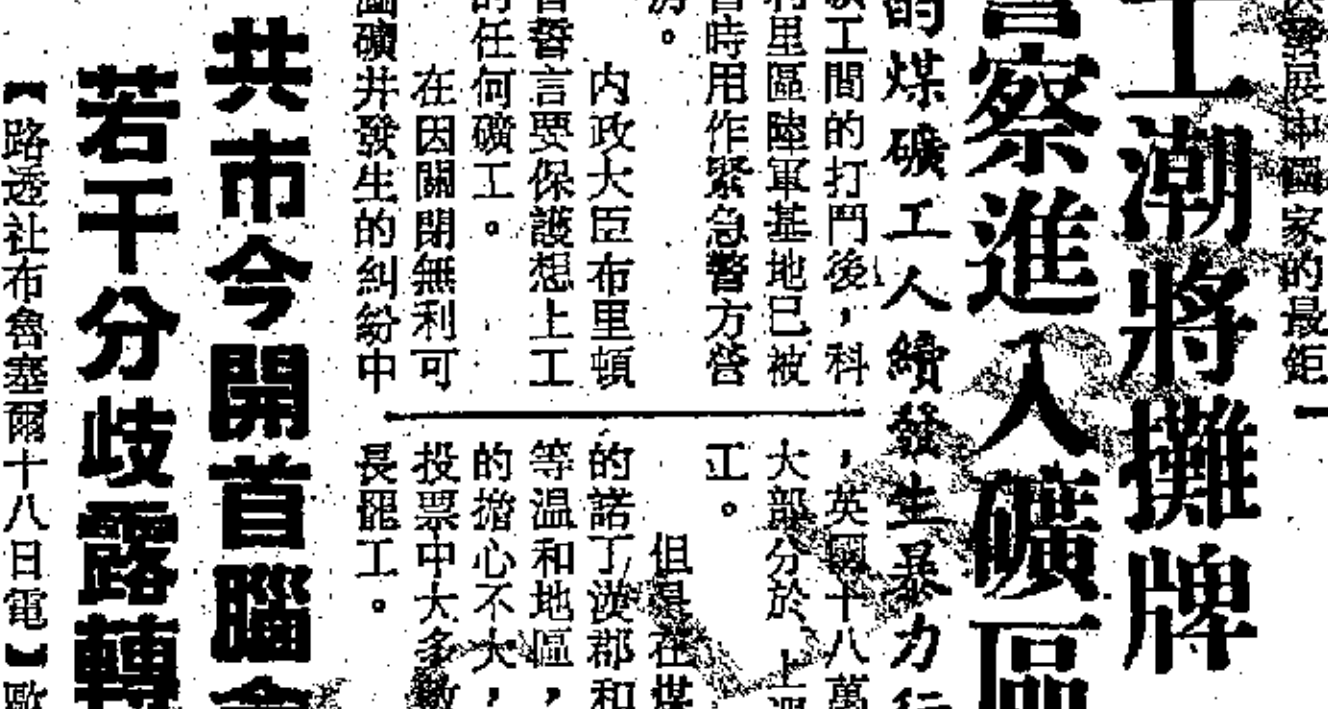 發展中國家的最鉅
工潮將攤牌
警察進入礦區
的煤礦工人續發生暴力行
工間的打鬥後，科
利里區陸軍基地已被
時用作緊急警方營
。
內政大臣布里頓
誓言要保護想上工
的任何礦工。
在因關閉無利可
圖礦井發生的糾紛中
，英國十八萬
大部分於
工。
但是在煤
的諾丁漢郡和
等温和地區，
的擔心不大，
投票中大多數
長罷工。
共市今開首腦會
若干分歧露轉
【路透社布魯塞爾十八日電】歐